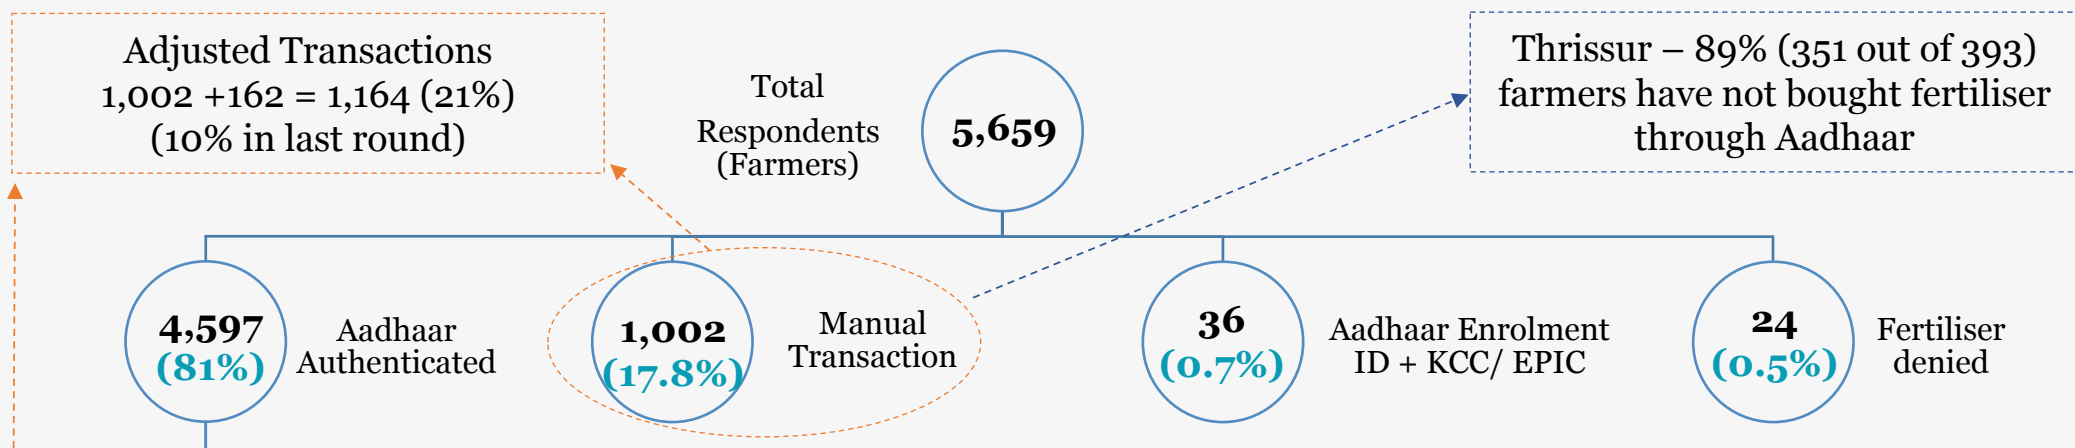 Adjusted Transactions
1,002 +162 = 1,164 (21%)
(10% in last round)
Total
Respondents
(Farmers)
5,659
Thrissur – 89% (351 out of 393)
farmers have not bought fertiliser
through Aadhaar
4,597
(81%)
Aadhaar
Authenticated
1,002
(17.8%)
Manual
Transaction
36
(0.7%)
Aadhaar Enrolment
ID + KCC/ EPIC
24
(0.5%)
Fertiliser
denied